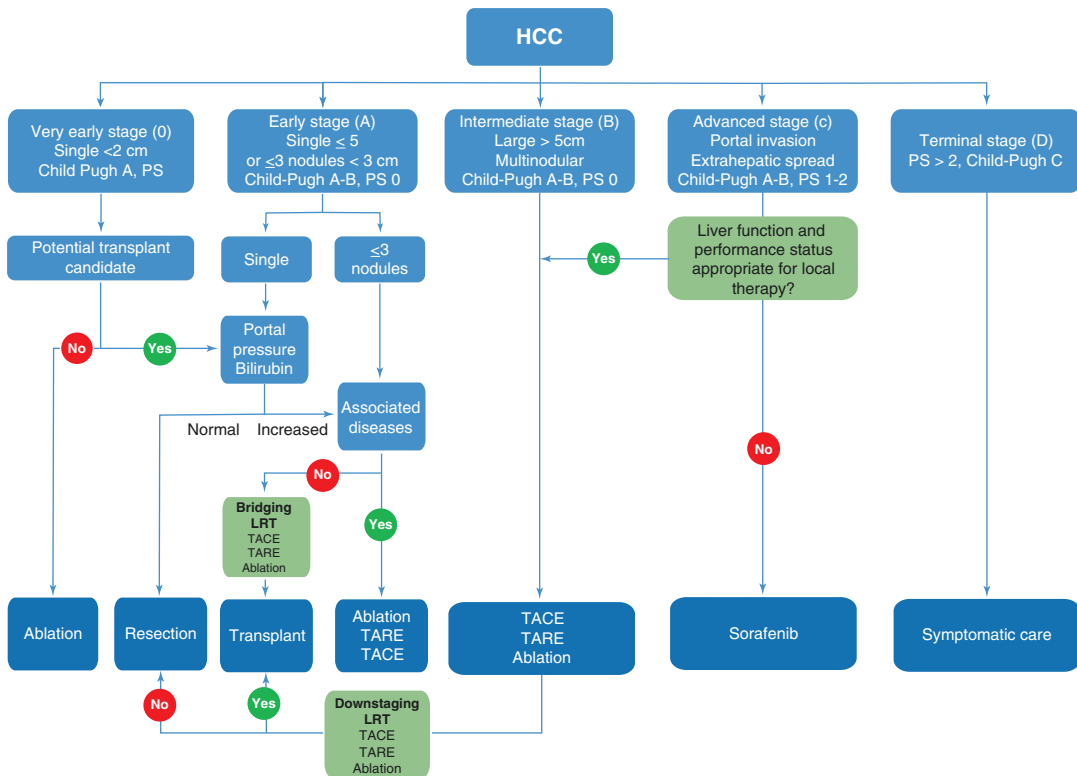 HCC
Very early stage (0)
Single <2 cm
Child Pugh A, PS
Early stage (A)
Single ≤ 5
or ≤3 nodules < 3 cm
Child-Pugh A-B, PS 0
Intermediate stage (B)
Large > 5cm
Multinodular
Child-Pugh A-B, PS 0
Advanced stage (c)
Portal invasion
Extrahepatic spread
Child-Pugh A-B, PS 1-2
Terminal stage (D)
PS > 2, Child-Pugh C
Potential transplant
candidate
Single
≤3
nodules
Yes
Liver function and
performance status
appropriate for local
therapy?
No
Yes
Portal
pressure
Bilirubin
Normal
Increased
Associated
diseases
No
No
Bridging
LRT
TACE
TARE
Ablation
Yes
Ablation
Resection
Transplant
Ablation
TARE
TACE
TACE
TARE
Ablation
Sorafenib
Symptomatic care
No
Yes
Downstaging
LRT
TACE
TARE
Ablation